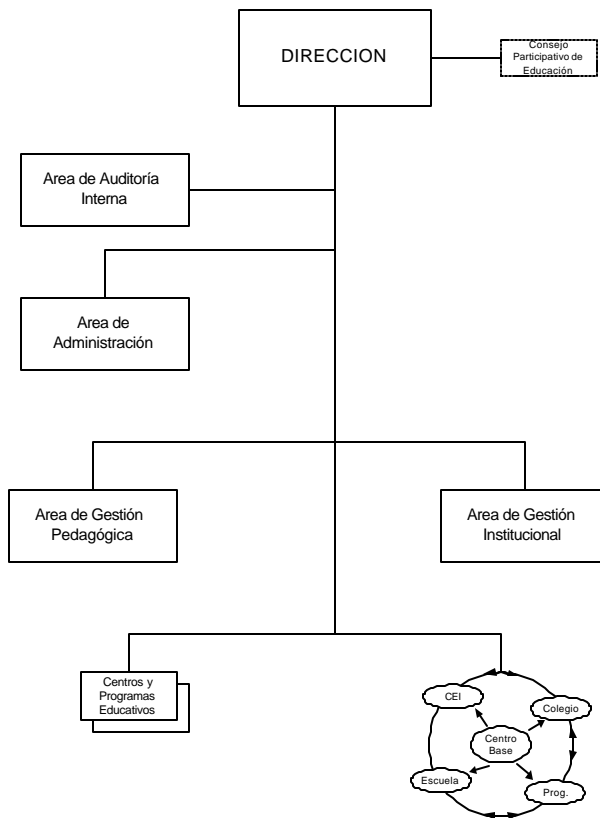 DIRECCION
Consejo
Participativo de
Educación
Area de Auditoría
Interna
Area de
Administración
Area de Gestión
Pedagógica
Area de Gestión
Institucional
Centros y
Programas
Educativos
CEI
Colegio
Centro
Base
Escuela
Prog.